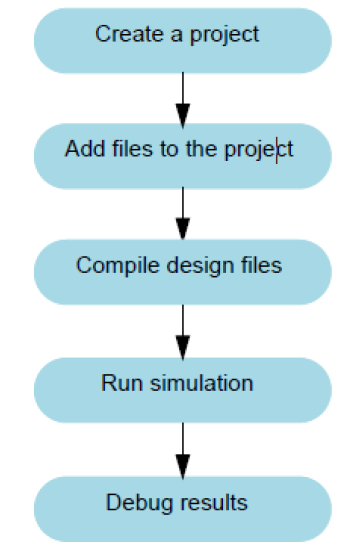 Create a project
Add files to the project
Compile design files
Run simulation
Debug results